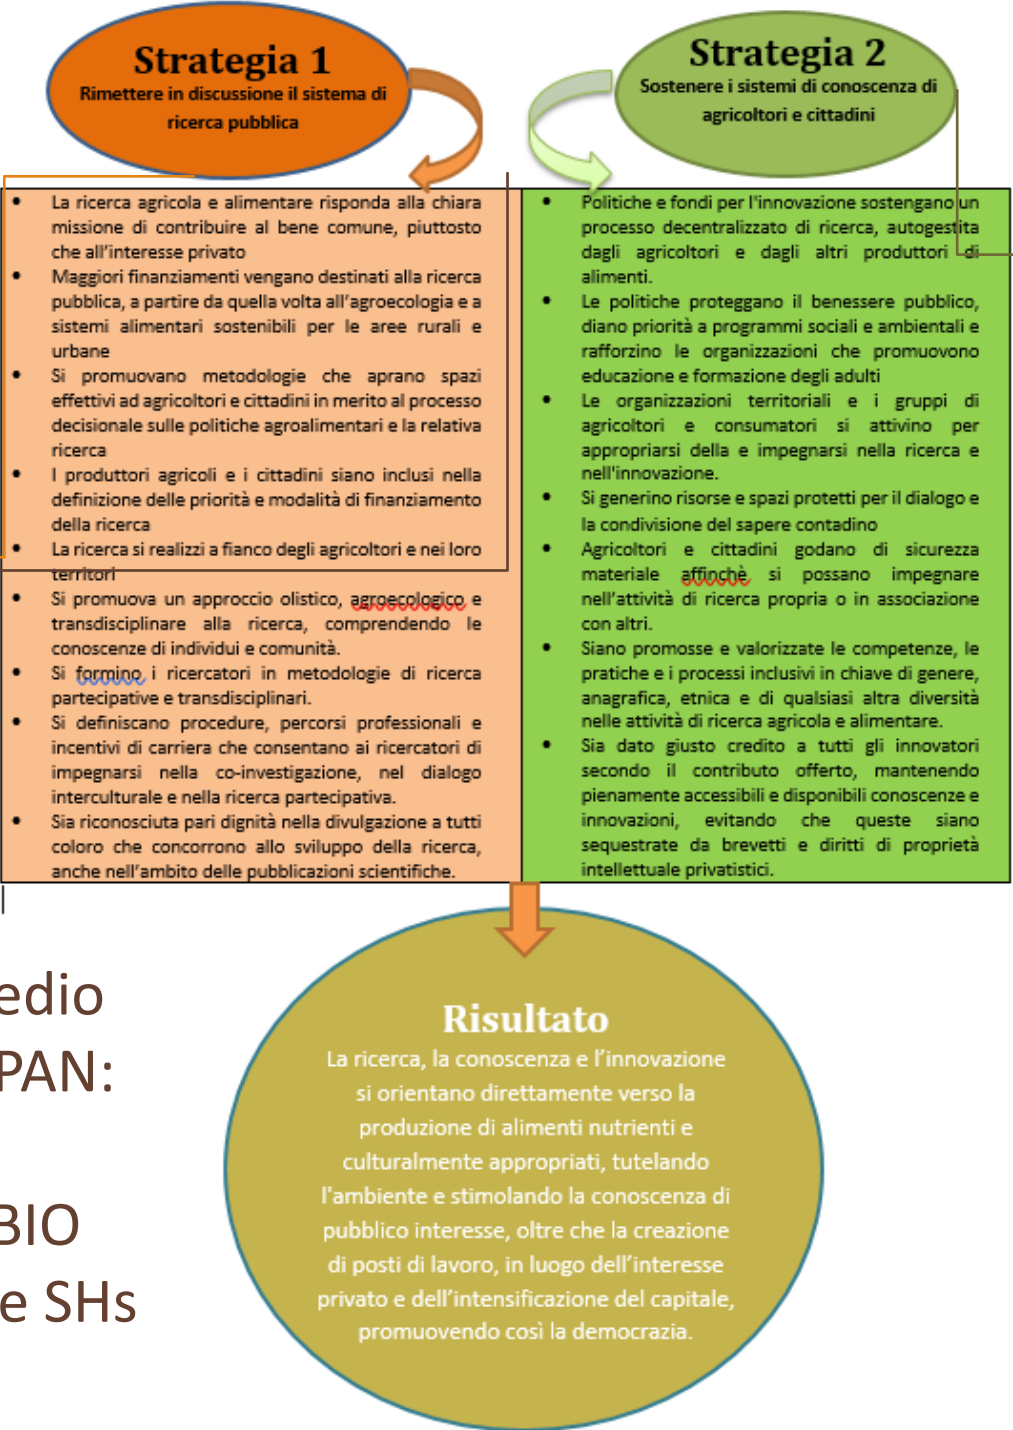 Strategia 1
Rimettere in discussione il sistema di
ricerca pubblica
Strategia 2
Sostenere i sistemi di conoscenza di
agricoltori e cittadini
• La ricerca agricola e alimentare risponda alla chiara
missione di contribuire al bene comune, piuttosto
che all'interesse privato
• Maggiori finanziamenti vengano destinati alla ricerca
pubblica, a partire da quella volta all'agroecologia e a
sistemi alimentari sostenibili per le aree rurali e
urbane
• Si promuovano metodologie che aprano spazi
effettivi ad agricoltori e cittadini in merito al processo
decisionale sulle politiche agroalimentari e la relativa
ricerca
• I produttori agricoli e i cittadini siano inclusi nella
definizione delle priorità e modalità di finanziamento
della ricerca
• La ricerca si realizzi a fianco degli agricoltori e nei loro
territori
• Si promuova un approccio olistico, agroecologico e
transdisciplinare alla ricerca, comprendendo le
conoscenze di individui e comunità.
• Si formino i ricercatori in metodologie di ricerca
partecipative e transdisciplinari.
• Si definiscano procedure, percorsi professionali e
incentivi di carriera che consentano ai ricercatori di
impegnarsi nella co-investigazione, nel dialogo
interculturale e nella ricerca partecipativa.
• Sia riconosciuta pari dignità nella divulgazione a tutti
coloro che concorrono allo sviluppo della ricerca,
anche nell'ambito delle pubblicazioni scientifiche.
• Politiche e fondi per l'innovazione sostengano un
processo decentralizzato di ricerca, autogestita
dagli agricoltori e dagli altri produttori di
alimenti.
• Le politiche proteggano il benessere pubblico,
diano priorità a programmi sociali e ambientali e
rafforzino le organizzazioni che promuovono
educazione e formazione degli adulti
• Le organizzazioni territoriali e i gruppi di
agricoltori e consumatori si attivino per
appropriarsi della e impegnarsi nella ricerca e
nell'innovazione.
• Si generino risorse e spazi protetti per il dialogo e
la condivisione del sapere contadino
• Agricoltori e cittadini godano di sicurezza
materiale affinchè si possano impegnare
nell'attività di ricerca propria o in associazione
con altri.
• Siano promosse e valorizzate le competenze, le
pratiche e i processi inclusivi in chiave di genere,
anagrafica, etnica e di qualsiasi altra diversità
nelle attività di ricerca agricola e alimentare.
• Sia dato giusto credito a tutti gli innovatori
secondo il contributo offerto, mantenendo
pienamente accessibili e disponibili conoscenze e
innovazioni, evitando che queste siano
sequestrate da brevetti e diritti di proprietà
intellettuale privatistici.
edio
PAN:
BIO
e SHs
Risultato
La ricerca, la conoscenza e l'innovazione
si orientano direttamente verso la
produzione di alimenti nutrienti e
culturalmente appropriati, tutelando
l'ambiente e stimolando la conoscenza di
pubblico interesse, oltre che la creazione
di posti di lavoro, in luogo dell'interesse
privato e dell'intensificazione del capitale,
promuovendo così la democrazia.